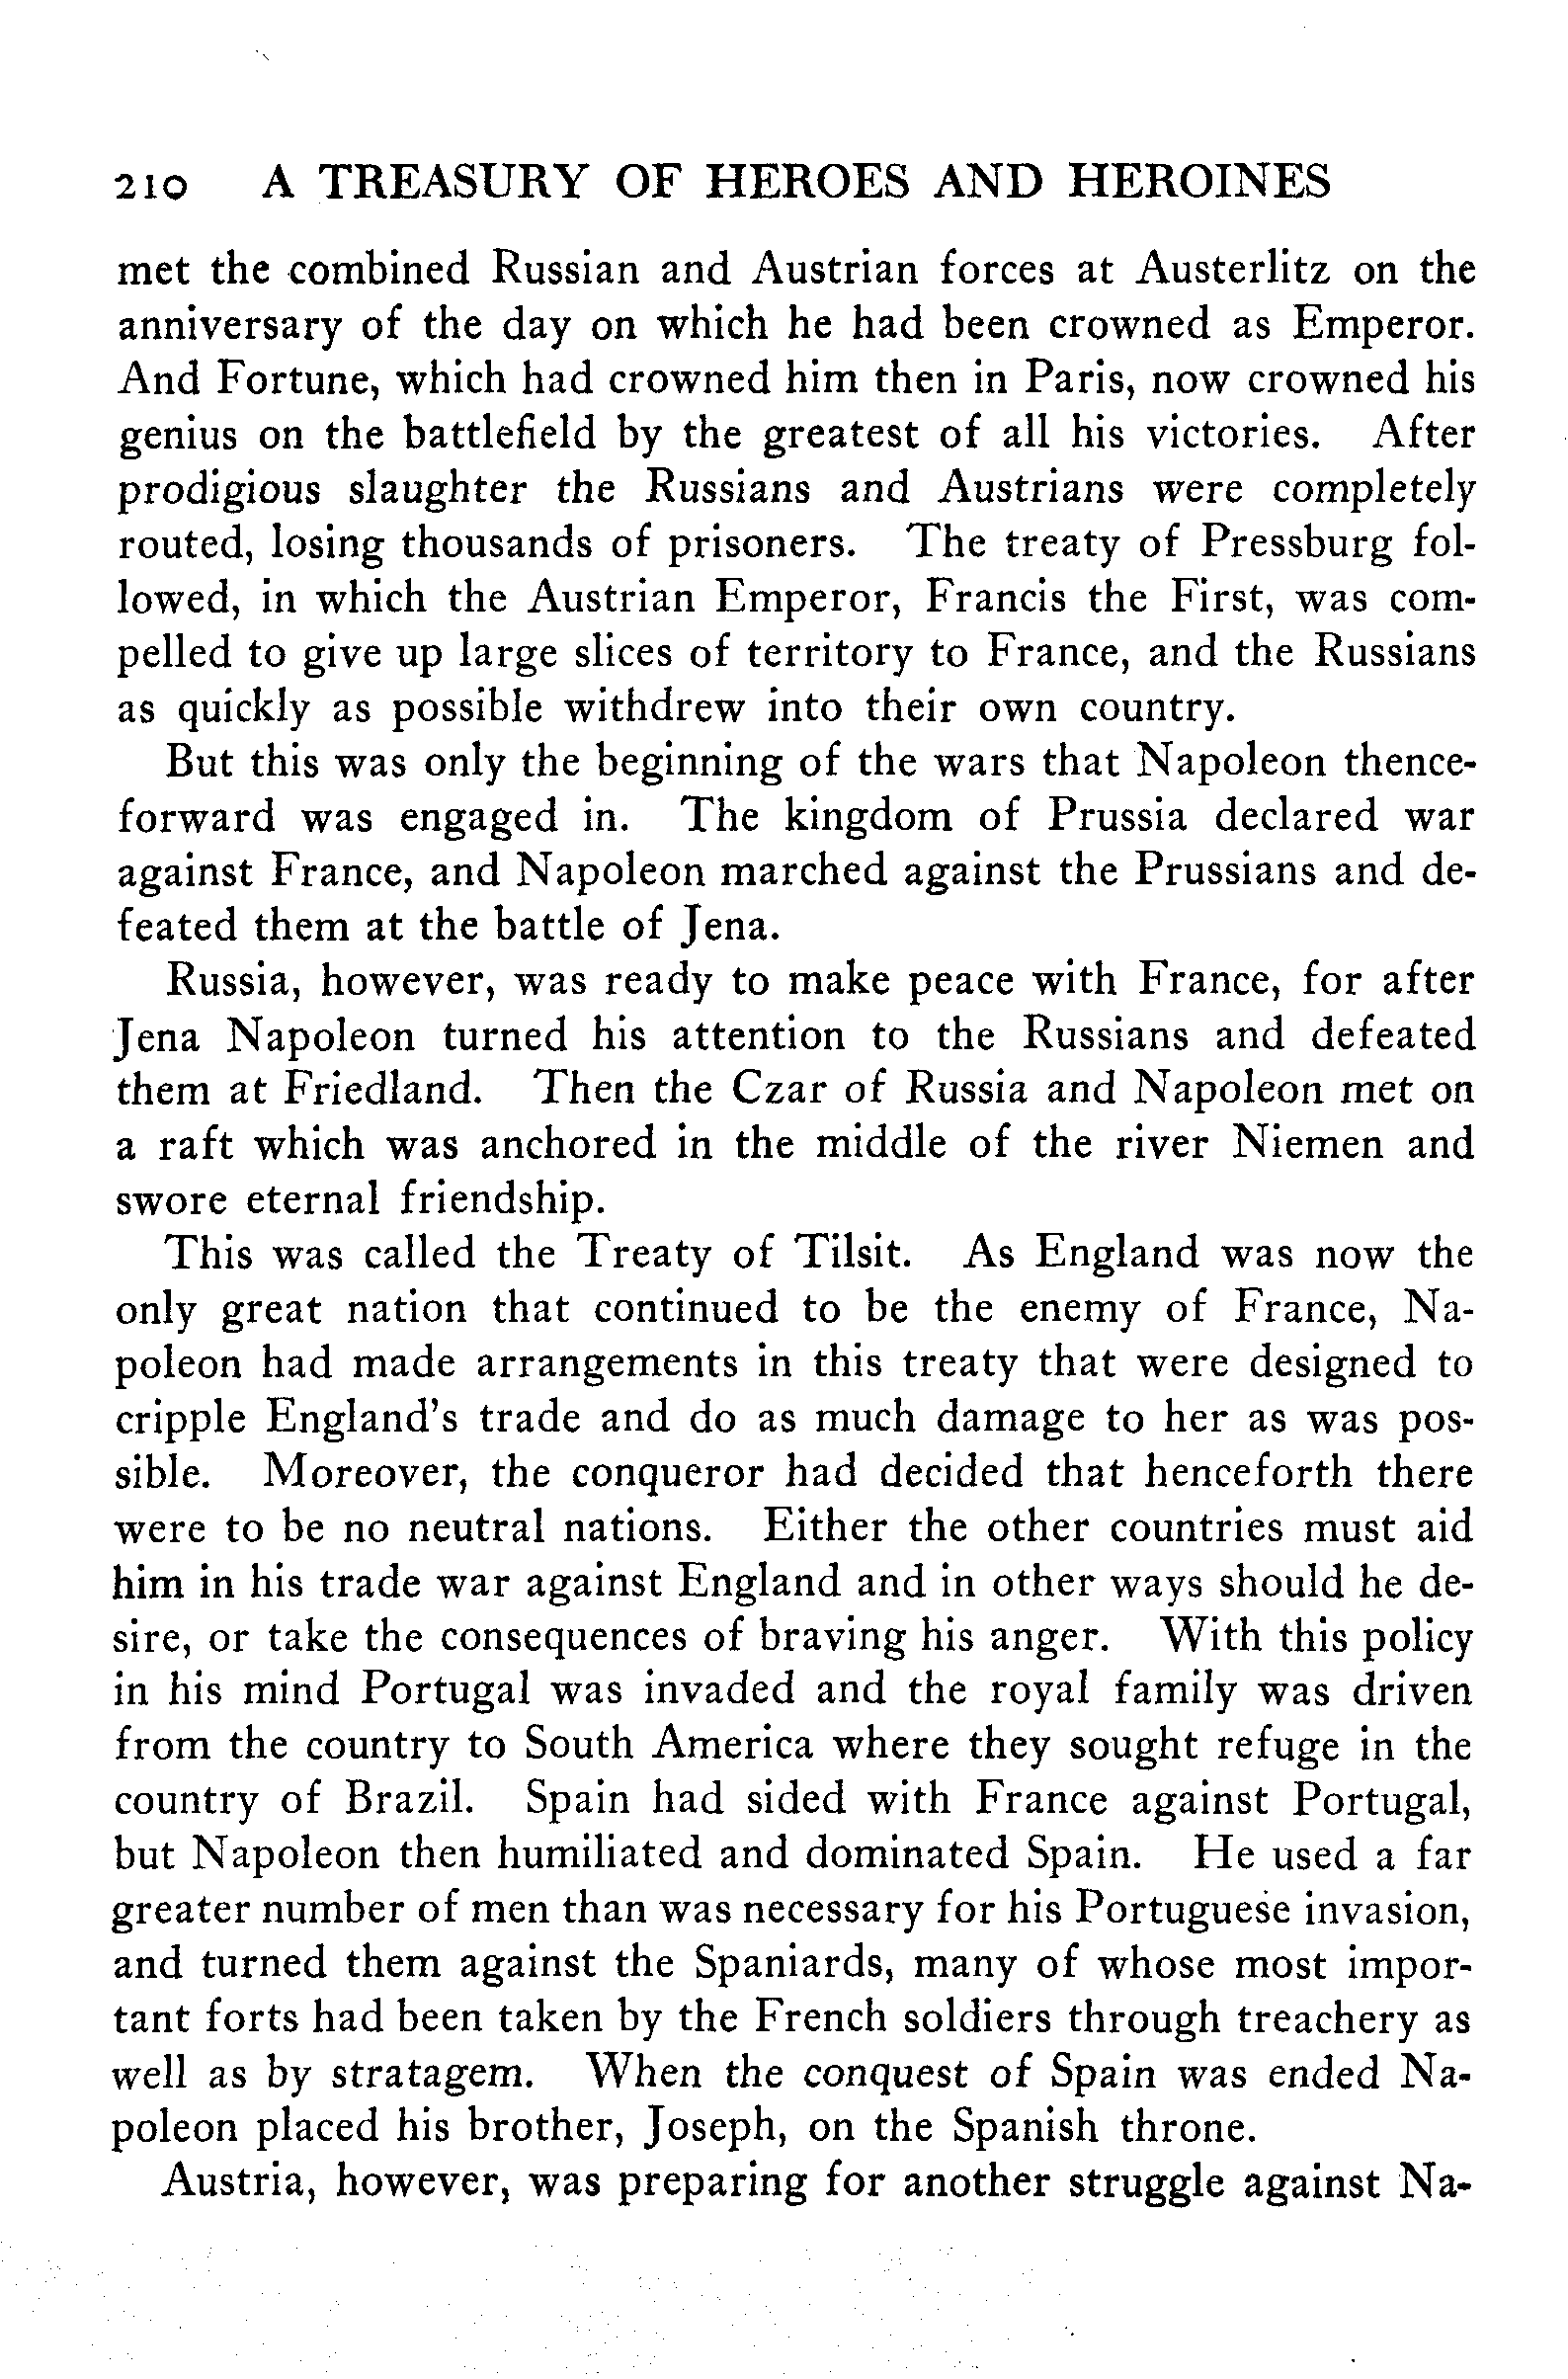 210 A TREASURY OF HEROES AND HEROINES
met the combined Russian and Austrian forces at Austerlitz on the
anniversary of the day on which he had been crowned as Emperor.
And Fortune, which had crowned him then in Paris, now crowned his
genius on the battlefield by the greatest of all his victories. After
prodigious slaughter the Russians and Austrians were completely
routed, losing thousands of prisoners. The treaty of Pressburg fol-
lowed, in which the Austrian Emperor, Francis the First, was com-
pelled to give up large slices of territory to France, and the Russians
as quickly as possible withdrew into their own country.
But this was only the beginning of the wars that Napoleon thence-
forward was engaged in. The kingdom of Prussia declared war
against France, and Napoleon marched against the Prussians and de-
feated them at the battle of Jena.
Russia, however, was ready to make peace with France, for after
Jena Napoleon turned his attention to the Russians and defeated
them at Friedland. Then the Czar of Russia and Napoleon met on
a raft which was anchored in the middle of the river Niemen and
swore eternal friendship.
This was called the Treaty of Tilsit. As England was now the
only great nation that continued to be the enemy of France, Na-
poleon had made arrangements in this treaty that were designed to
cripple England's trade and do as much damage to her as was pos-
sible. Moreover, the conqueror had decided that henceforth there
were to be no neutral nations. Either the other countries must aid
him in his trade war against England and in other ways should he de-
sire, or take the consequences of braving his anger. With this policy
in his mind Portugal was invaded and the royal family was driven
from the country to South America where they sought refuge in the
country of Brazil. Spain had sided with France against Portugal,
but Napoleon then humiliated and dominated Spain. He used a far
greater number of men than was necessary for his Portuguese invasion,
and turned them against the Spaniards, many of whose most impor-
tant forts had been taken by the French soldiers through treachery as
well as by stratagem. When the conquest of Spain was ended Na-
poleon placed his brother, Joseph, on the Spanish throne.
Austria, however, was preparing for another struggle against Na-